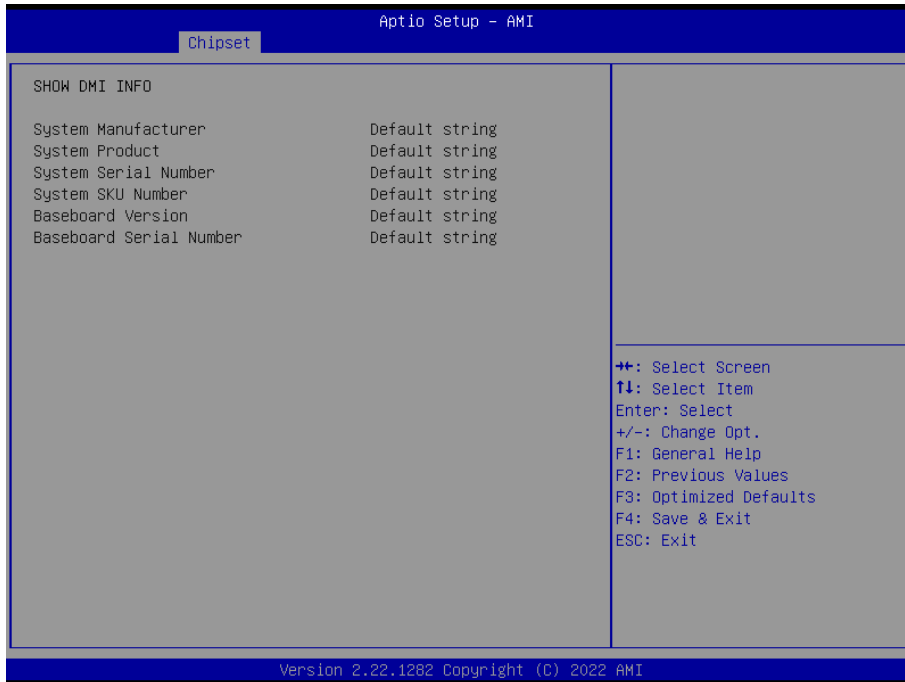 Aptio Setup – AMI
Chipset
SHOW DMI INFO
System Manufacturer Default string
System Product Default string
System Serial Number Default string
System SKU Number Default string
Baseboard Version Default string
Baseboard Serial Number Default string
→←: Select Screen
↑↓: Select Item
Enter: Select
+/-: Change Opt.
F1: General Help
F2: Previous Values
F3: Optimized Defaults
F4: Save & Exit
ESC: Exit
Version 2.22.1282 Copyright (C) 2022 AMI